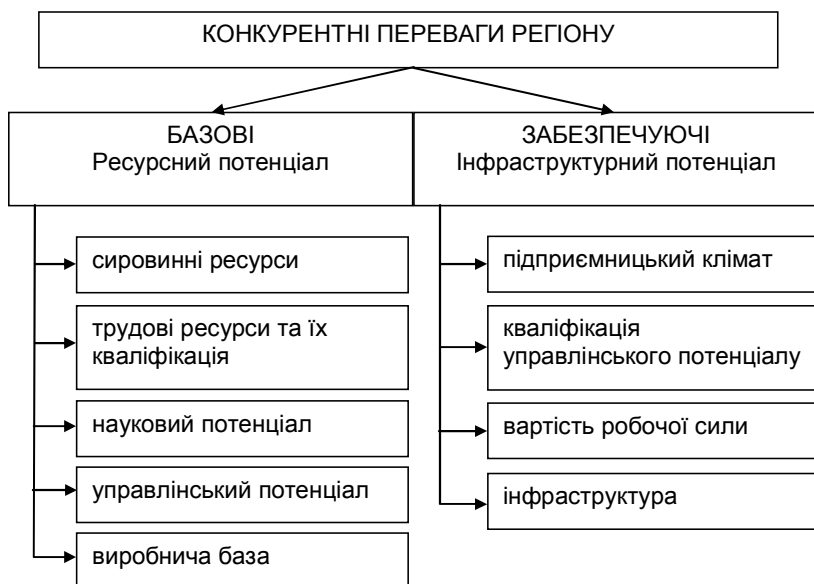 КОНКУРЕНТНІ ПЕРЕВАГИ РЕГІОНУ
БАЗОВІ
Ресурсний потенціал
сировинні ресурси
трудові ресурси та їх
кваліфікація
науковий потенціал
управлінський потенціал
виробнича база
ЗАБЕЗПЕЧУЮЧІ
Інфраструктурний потенціал
підприємницький клімат
кваліфікація
управлінського потенціалу
вартість робочої сили
інфраструктура